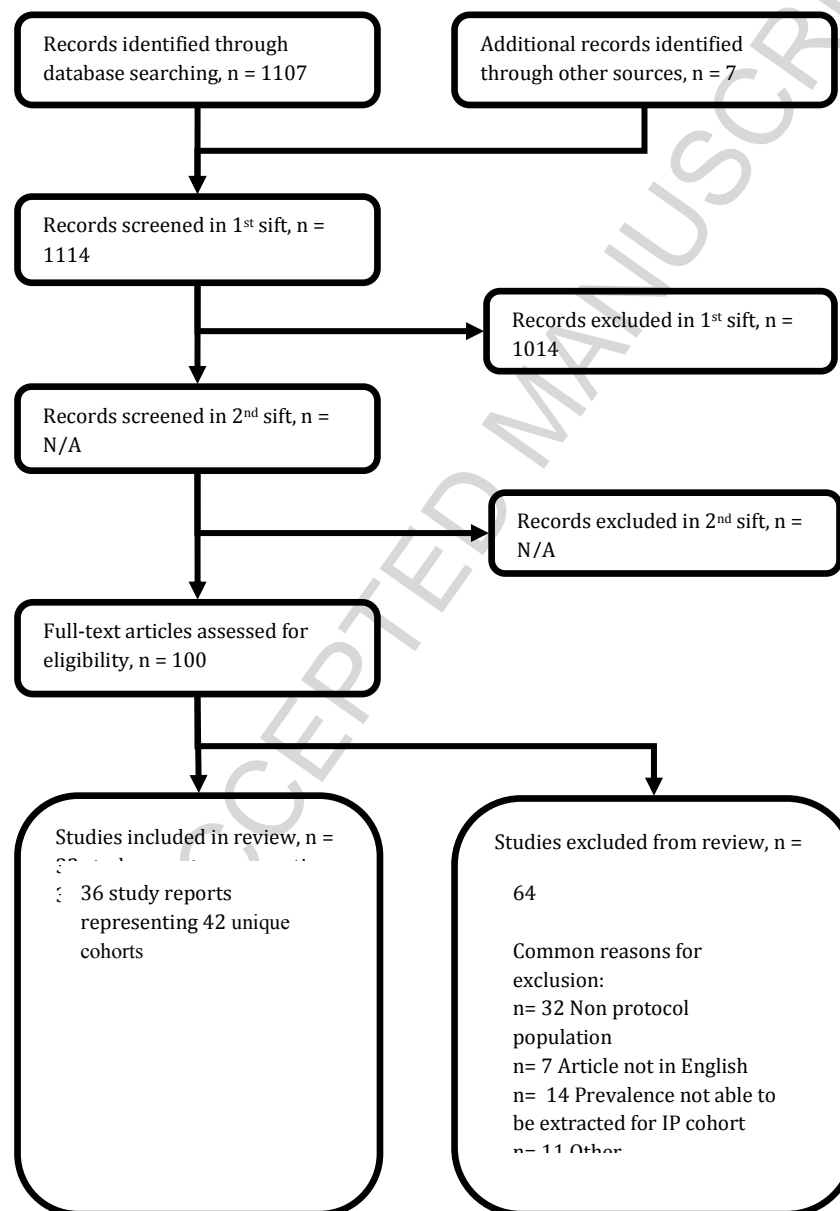 Records identified through
database searching, n = 1107
Additional records identified
through other sources, n = 7
Records screened in 1st sift, n =
1114
Records excluded in 1st sift, n =
1014
Records screened in 2nd sift, n =
N/A
Records excluded in 2nd sift, n =
N/A
Full-text articles assessed for
eligibility, n = 100
Studies included in review, n =
36 study reports
representing 42 unique
cohorts
Studies excluded from review, n =
64
Common reasons for
exclusion:
n= 32 Non protocol
population
n= 7 Article not in English
n=  14 Prevalence not able to
be extracted for IP cohort
n= 11 Other
CCEPTED MANUSCRI